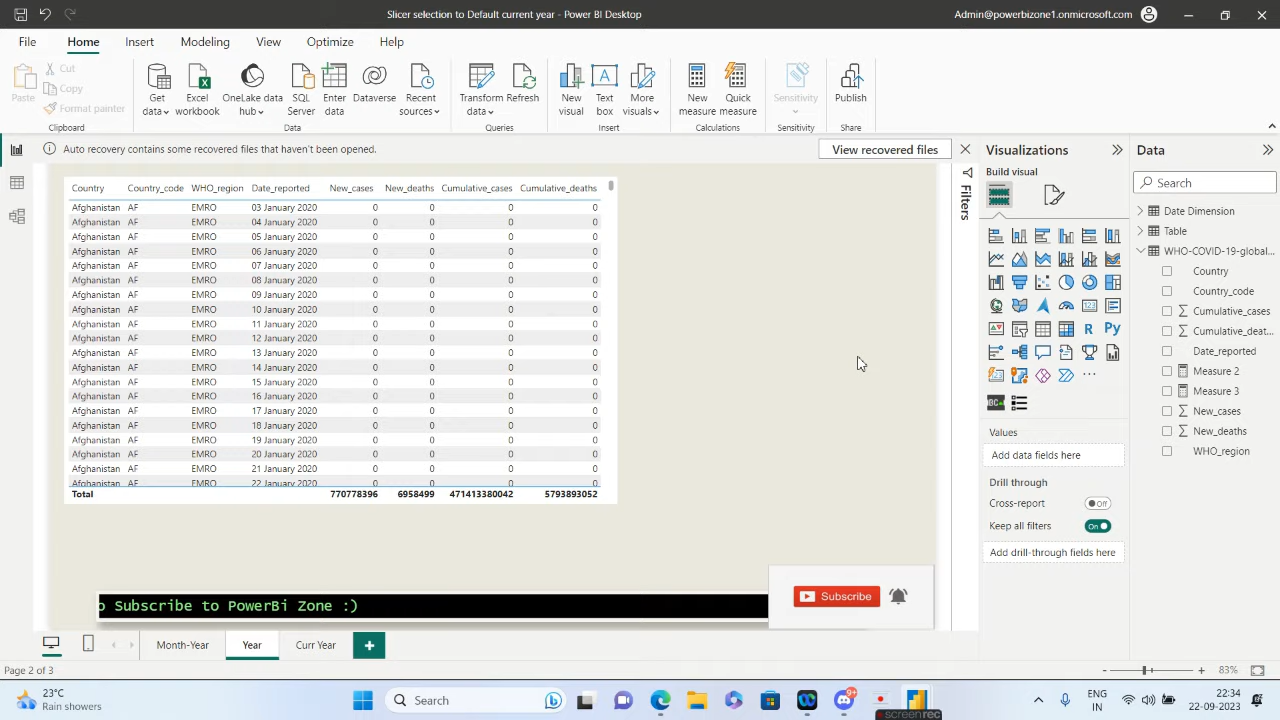 Slicer selection to Default current year - Power BI Desktop
Admin@powerbizone1.onmicrosoft.com
File Home Insert Modeling View Optimize Help
Paste
Cut
Copy
Format painter
Clipboard
Get data
Excel workbook
OneLake data hub
SQL Server
Enter data
Dataverse
Recent sources
Data
Transform data
Refresh
Queries
New visual
Text box
More visuals
Insert
New measure
Quick measure
Calculations
Sensitivity
Sensitivity
Publish
Share
Auto recovery contains some recovered files that haven't been opened.
View recovered files
Country Country_code WHO_region Date_reported New_cases New_deaths Cumulative_cases Cumulative_deaths
Afghanistan AF EMRO 03 January 2020 0 0 0 0
Afghanistan AF EMRO 04 January 2020 0 0 0 0
Afghanistan AF EMRO 05 January 2020 0 0 0 0
Afghanistan AF EMRO 06 January 2020 0 0 0 0
Afghanistan AF EMRO 07 January 2020 0 0 0 0
Afghanistan AF EMRO 08 January 2020 0 0 0 0
Afghanistan AF EMRO 09 January 2020 0 0 0 0
Afghanistan AF EMRO 10 January 2020 0 0 0 0
Afghanistan AF EMRO 11 January 2020 0 0 0 0
Afghanistan AF EMRO 12 January 2020 0 0 0 0
Afghanistan AF EMRO 13 January 2020 0 0 0 0
Afghanistan AF EMRO 14 January 2020 0 0 0 0
Afghanistan AF EMRO 15 January 2020 0 0 0 0
Afghanistan AF EMRO 16 January 2020 0 0 0 0
Afghanistan AF EMRO 17 January 2020 0 0 0 0
Afghanistan AF EMRO 18 January 2020 0 0 0 0
Afghanistan AF EMRO 19 January 2020 0 0 0 0
Afghanistan AF EMRO 20 January 2020 0 0 0 0
Afghanistan AF EMRO 21 January 2020 0 0 0 0
Afghanistan AF EMRO 22 January 2020 0 0 0 0
Total 770778396 6958499 471413380042 5793893052
o Subscribe to PowerBi Zone :)
Subscribe
Filters
Visualizations
Build visual
R Py
Values
Add data fields here
Drill through
Cross-report Off
Keep all filters On
Add drill-through fields here
Data
Search
Date Dimension
Table
WHO-COVID-19-global...
Country
Country_code
Cumulative_cases
Cumulative_deat...
Date_reported
Measure 2
Measure 3
New_cases
New_deaths
WHO_region
Month-Year Year Curr Year +
Page 2 of 3
83%
23°C
Rain showers
Search
9+
screenrec
ENG
IN
22:34
22-09-2023